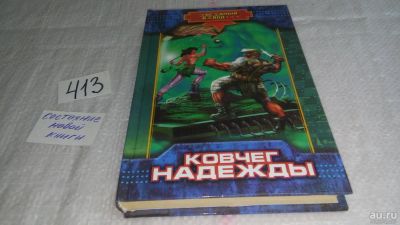 413
состояние
новой
книги
КОВЧЕГ
НАДЕЖДЫ
au.ru